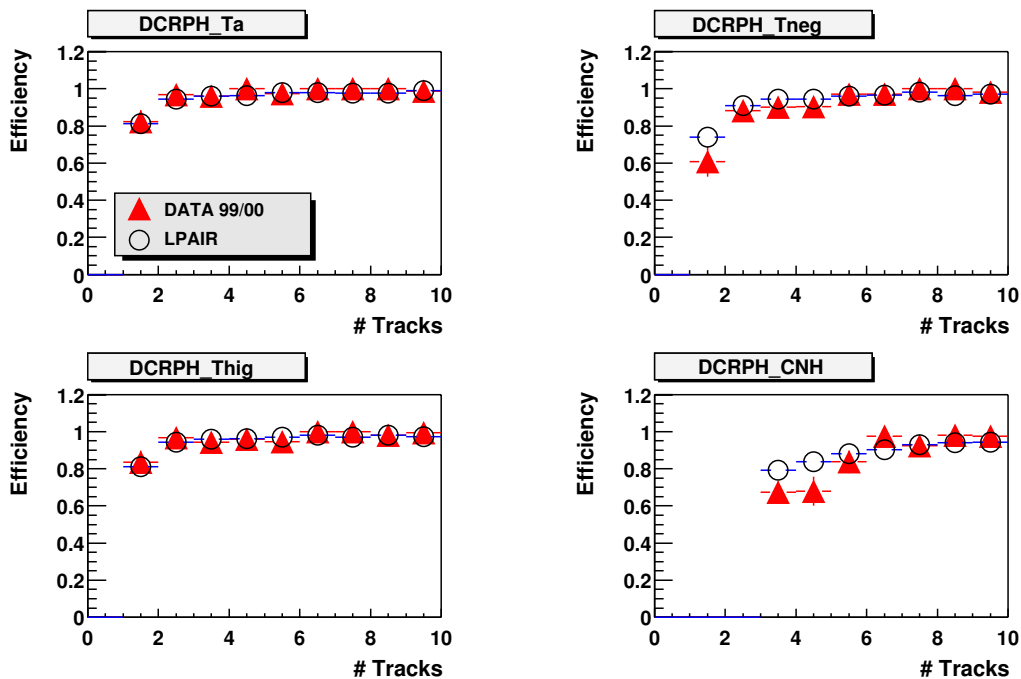 DCRPH_Ta
Efficiency
1.2
1
0.8
0.6
0.4
0.2
0
DATA 99/00
LPAIR
0 2 4 6 8 10
# Tracks
DCRPH_Tneg
Efficiency
1.2
1
0.8
0.6
0.4
0.2
0
0 2 4 6 8 10
# Tracks
DCRPH_Thig
Efficiency
1.2
1
0.8
0.6
0.4
0.2
0
0 2 4 6 8 10
# Tracks
DCRPH_CNH
Efficiency
1.2
1
0.8
0.6
0.4
0.2
0
0 2 4 6 8 10
# Tracks